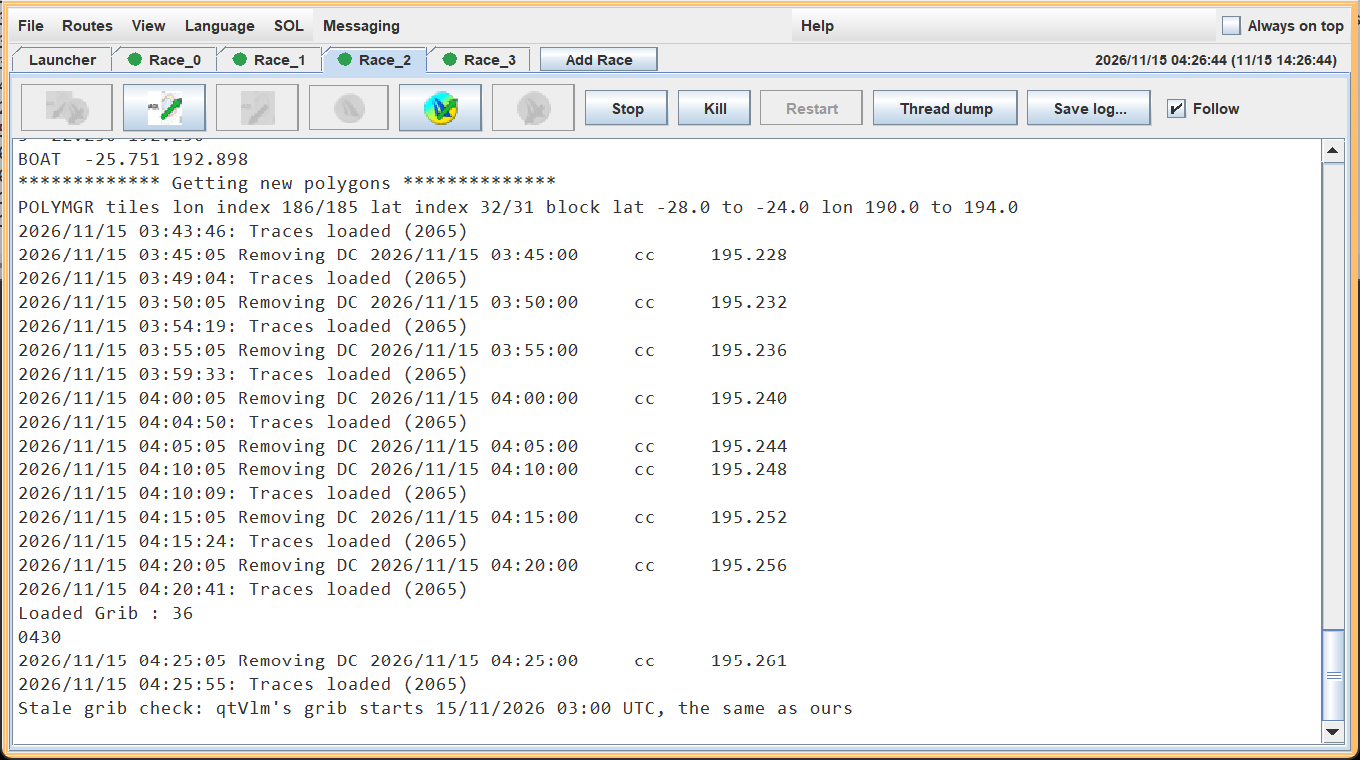 File Routes View Language SOL Messaging Help Always on top
Launcher Race_0 Race_1 Race_2 Race_3 Add Race 2026/11/15 04:26:44 (11/15 14:26:44)
Stop Kill Restart Thread dump Save log... Follow
BOAT  -25.751 192.898
************* Getting new polygons **************
POLYMGR tiles lon index 186/185 lat index 32/31 block lat -28.0 to -24.0 lon 190.0 to 194.0
2026/11/15 03:43:46: Traces loaded (2065)
2026/11/15 03:45:05 Removing DC 2026/11/15 03:45:00     cc     195.228
2026/11/15 03:49:04: Traces loaded (2065)
2026/11/15 03:50:05 Removing DC 2026/11/15 03:50:00     cc     195.232
2026/11/15 03:54:19: Traces loaded (2065)
2026/11/15 03:55:05 Removing DC 2026/11/15 03:55:00     cc     195.236
2026/11/15 03:59:33: Traces loaded (2065)
2026/11/15 04:00:05 Removing DC 2026/11/15 04:00:00     cc     195.240
2026/11/15 04:04:50: Traces loaded (2065)
2026/11/15 04:05:05 Removing DC 2026/11/15 04:05:00     cc     195.244
2026/11/15 04:10:05 Removing DC 2026/11/15 04:10:00     cc     195.248
2026/11/15 04:10:09: Traces loaded (2065)
2026/11/15 04:15:05 Removing DC 2026/11/15 04:15:00     cc     195.252
2026/11/15 04:15:24: Traces loaded (2065)
2026/11/15 04:20:05 Removing DC 2026/11/15 04:20:00     cc     195.256
2026/11/15 04:20:41: Traces loaded (2065)
Loaded Grib : 36
0430
2026/11/15 04:25:05 Removing DC 2026/11/15 04:25:00     cc     195.261
2026/11/15 04:25:55: Traces loaded (2065)
Stale grib check: qtVlm's grib starts 15/11/2026 03:00 UTC, the same as ours